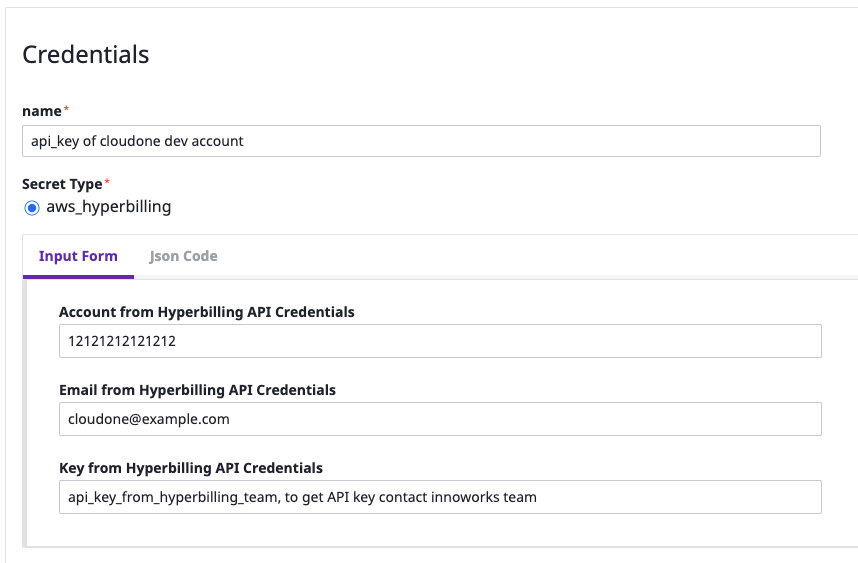 Credentials
name*
api_key of cloudone dev account
Secret Type*
aws_hyperbilling
Input Form Json Code
Account from Hyperbilling API Credentials
12121212121212
Email from Hyperbilling API Credentials
cloudone@example.com
Key from Hyperbilling API Credentials
api_key_from_hyperbilling_team, to get API key contact innoworks team